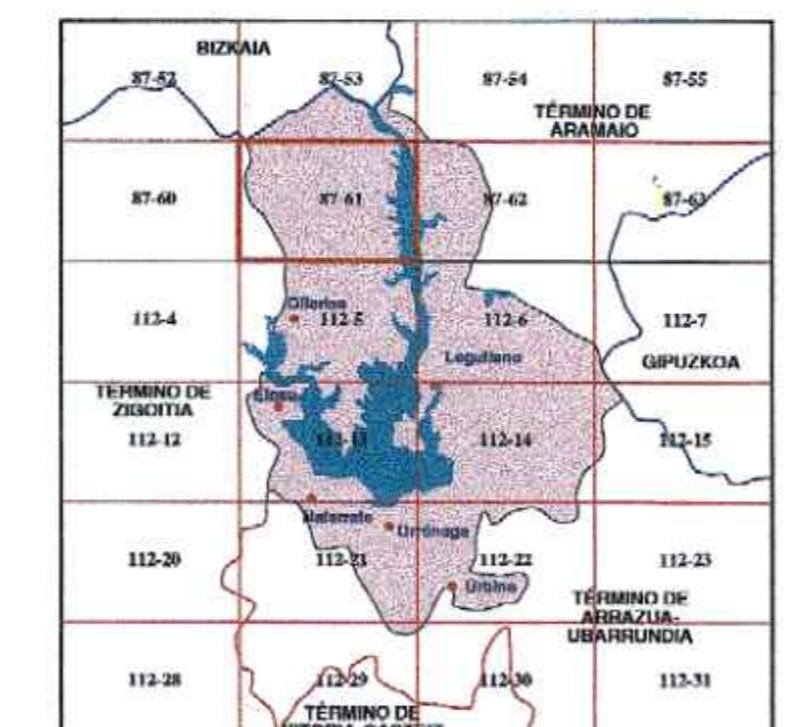 BIZKAIA
87-52
87-53
87-54
87-55
TÉRMINO DE
ARAMAIO
87-60
87-61
87-62
87-63
Ollerias
112-4
112-5
112-6
112-7
Legutiano
GIPUZKOA
TÉRMINO DE
ZIGOITIA
Elosu
112-12
112-13
112-14
112-15
Nafarrate
Urrúnaga
112-20
112-21
112-22
112-23
Urbina
TÉRMINO DE
ARRAZUA-
UBARRUNDIA
112-28
112-29
112-30
112-31
TÉRMINO DE